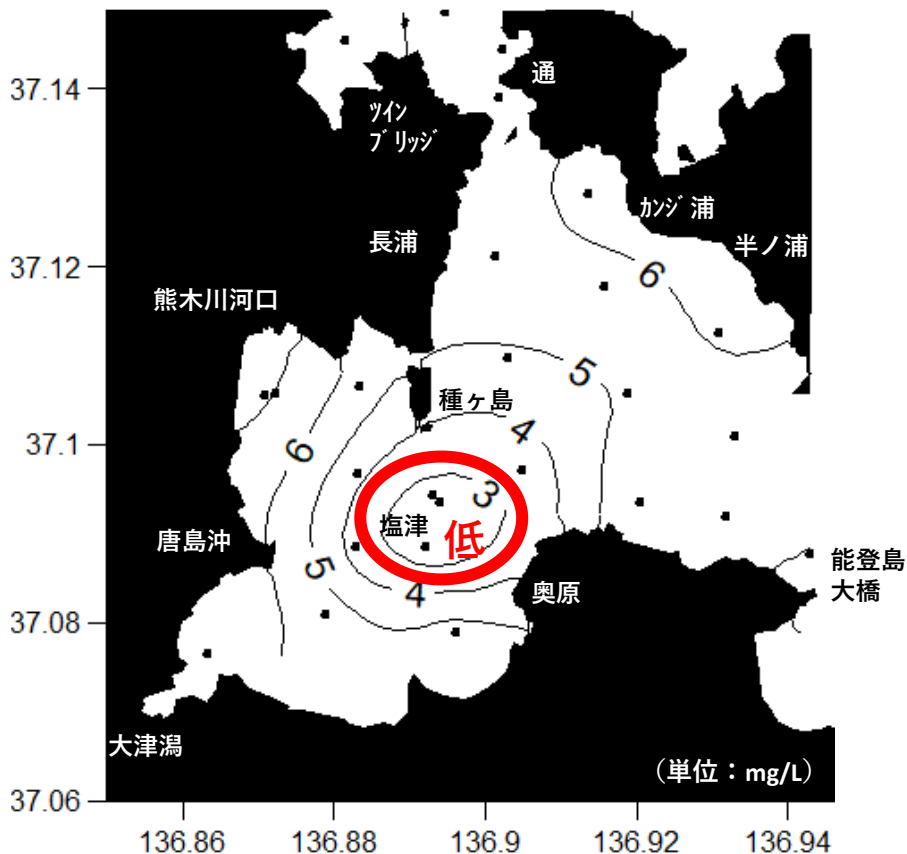 37.14
37.12
37.1
37.08
37.06
通
ﾂｲﾝ
ﾌﾞﾘｯｼﾞ
ｶﾝｼﾞ浦
長浦
半ノ浦
6
熊木川河口
5
種ヶ島
4
6
3
塩津
低
唐島沖
5
4
奥原
能登島
大橋
大津潟
（単位：mg/L）
136.86
136.88
136.9
136.92
136.94